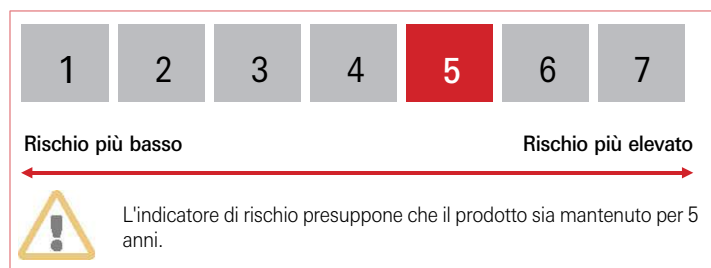 1 2 3 4 5 6 7
Rischio più basso Rischio più elevato
L'indicatore di rischio presuppone che il prodotto sia mantenuto per 5
anni.